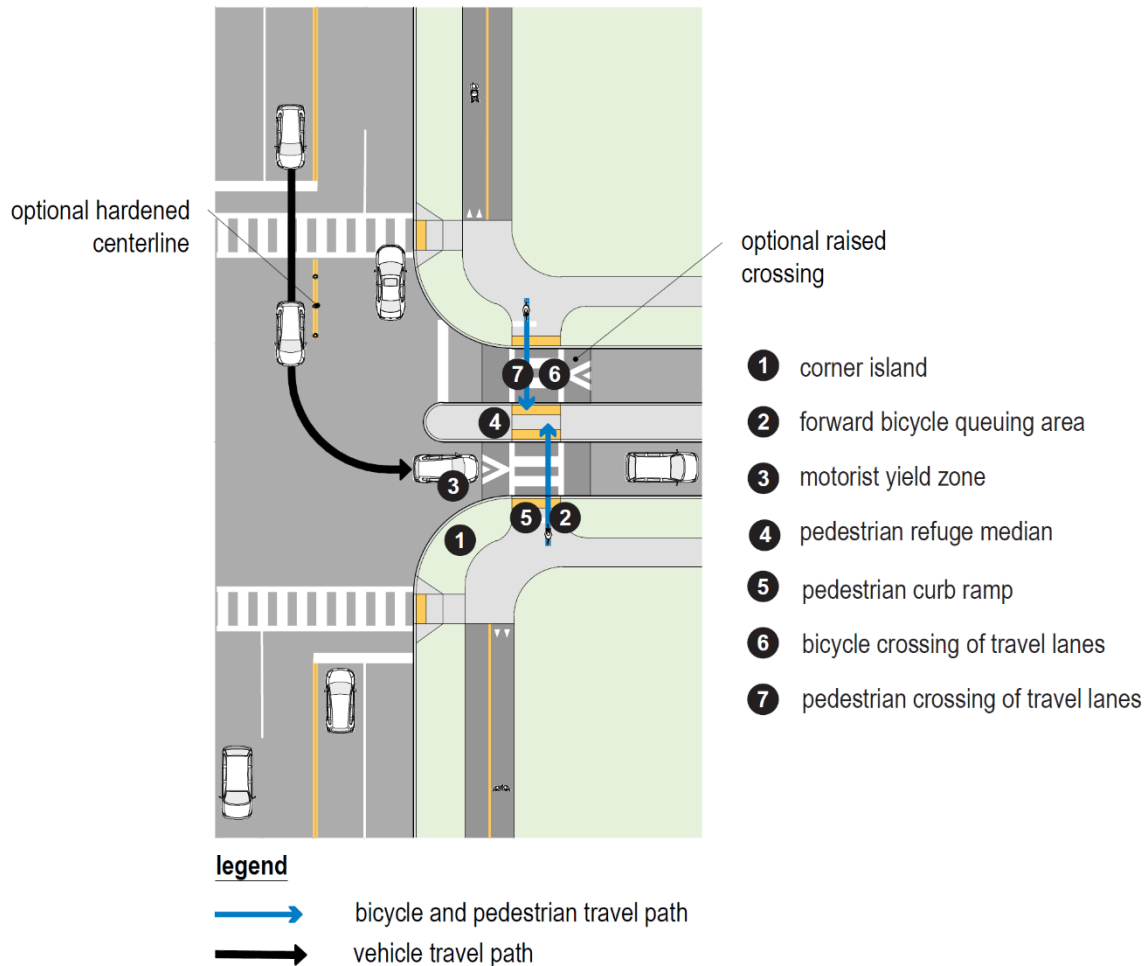 optional hardened
centerline
optional raised
crossing
7
6
4
3
5
2
1
1 corner island
2 forward bicycle queuing area
3 motorist yield zone
4 pedestrian refuge median
5 pedestrian curb ramp
6 bicycle crossing of travel lanes
7 pedestrian crossing of travel lanes
legend
bicycle and pedestrian travel path
vehicle travel path